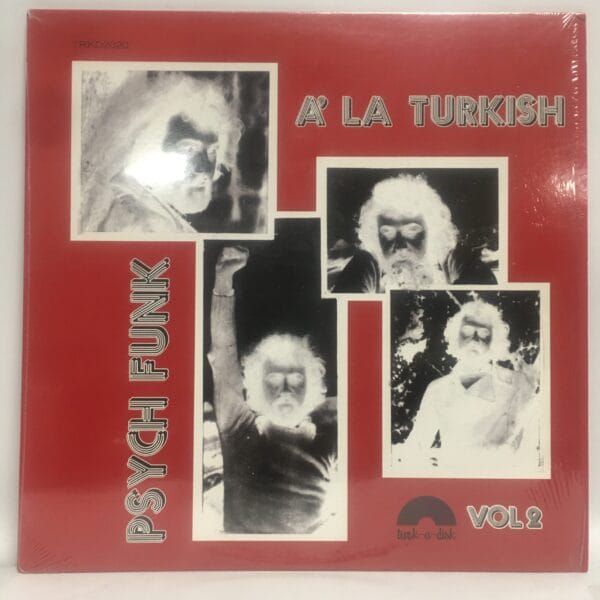 TRKD2020
A' LA TURKISH
PSYCH FUNK
turk-a-disk
VOL 2